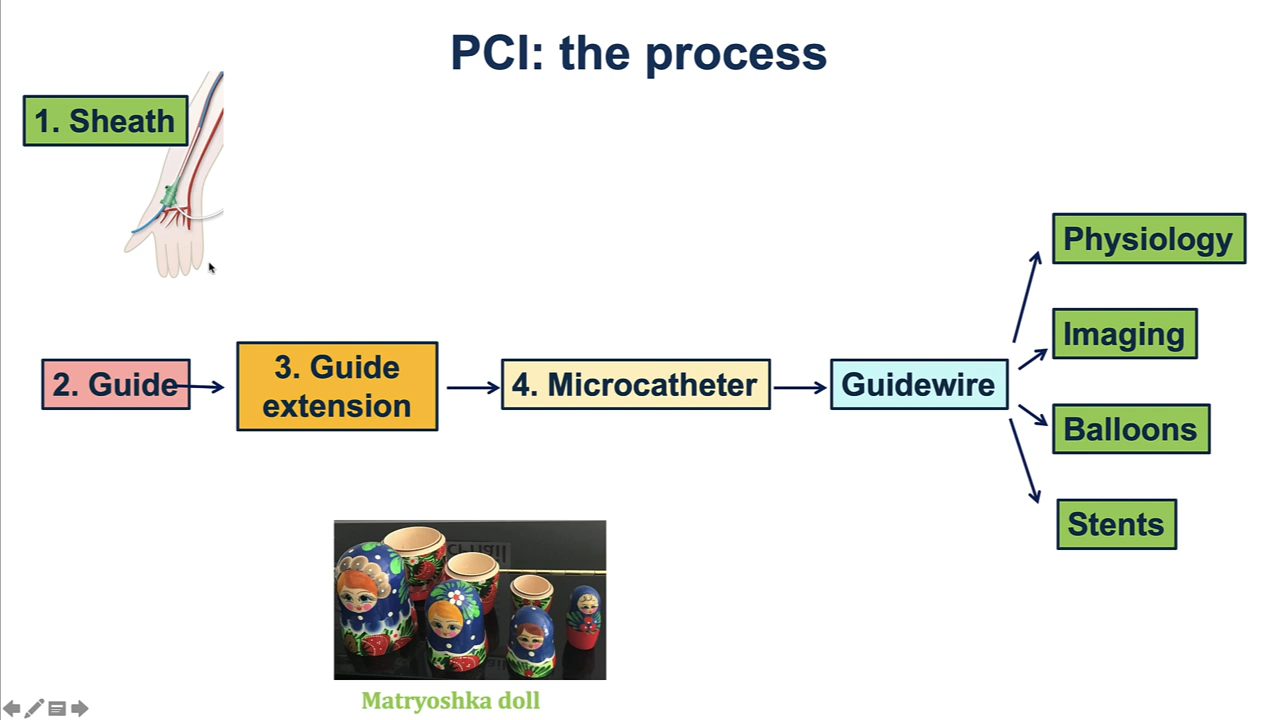 PCI: the process
1. Sheath
2. Guide
3. Guide
extension
4. Microcatheter
Guidewire
Physiology
Imaging
Balloons
Stents
Matryoshka doll